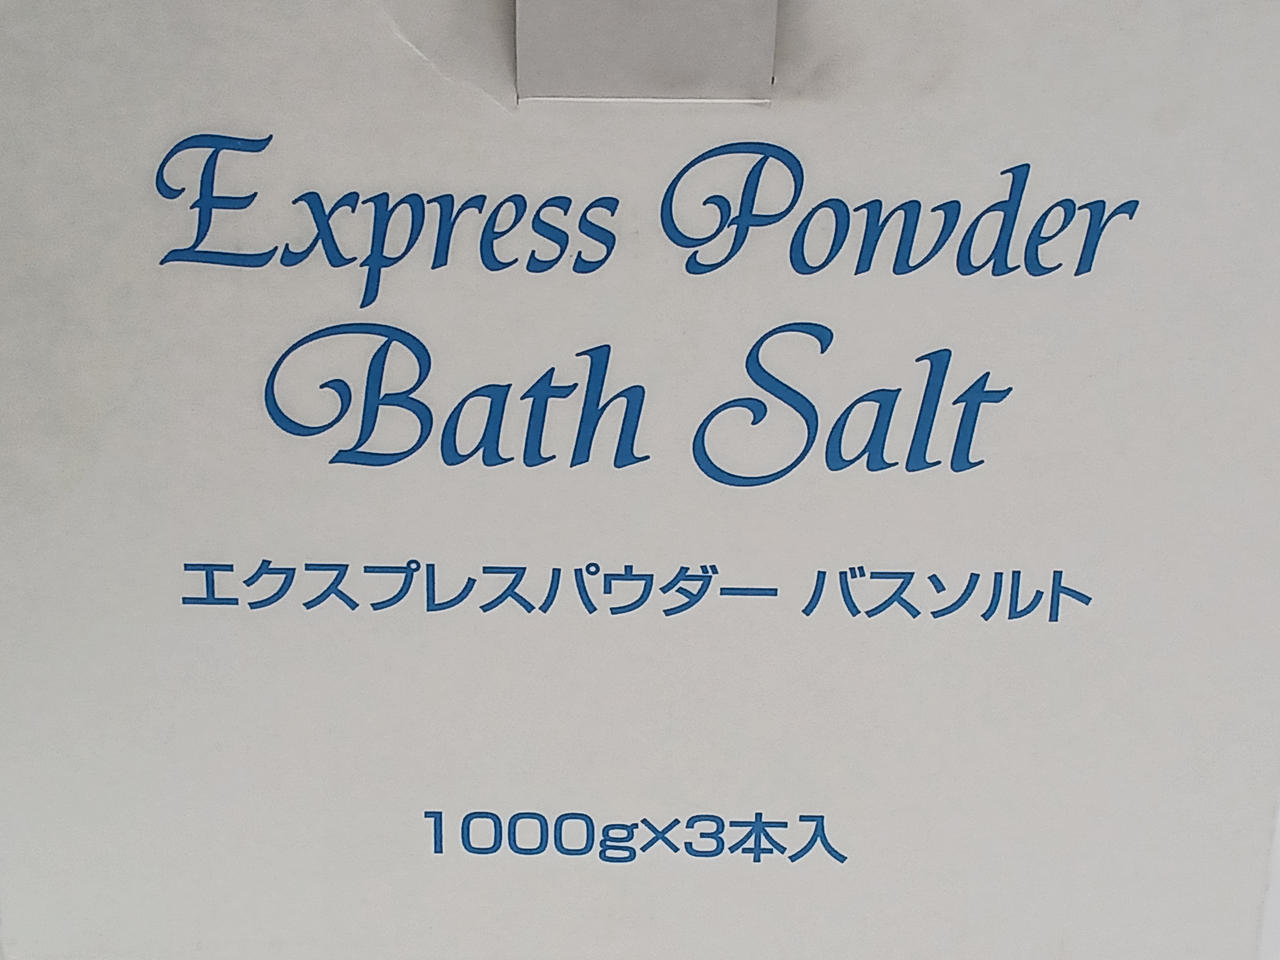 Express Powder
Bath Salt
エクスプレスパウダー バスソルト
1000g×3本入